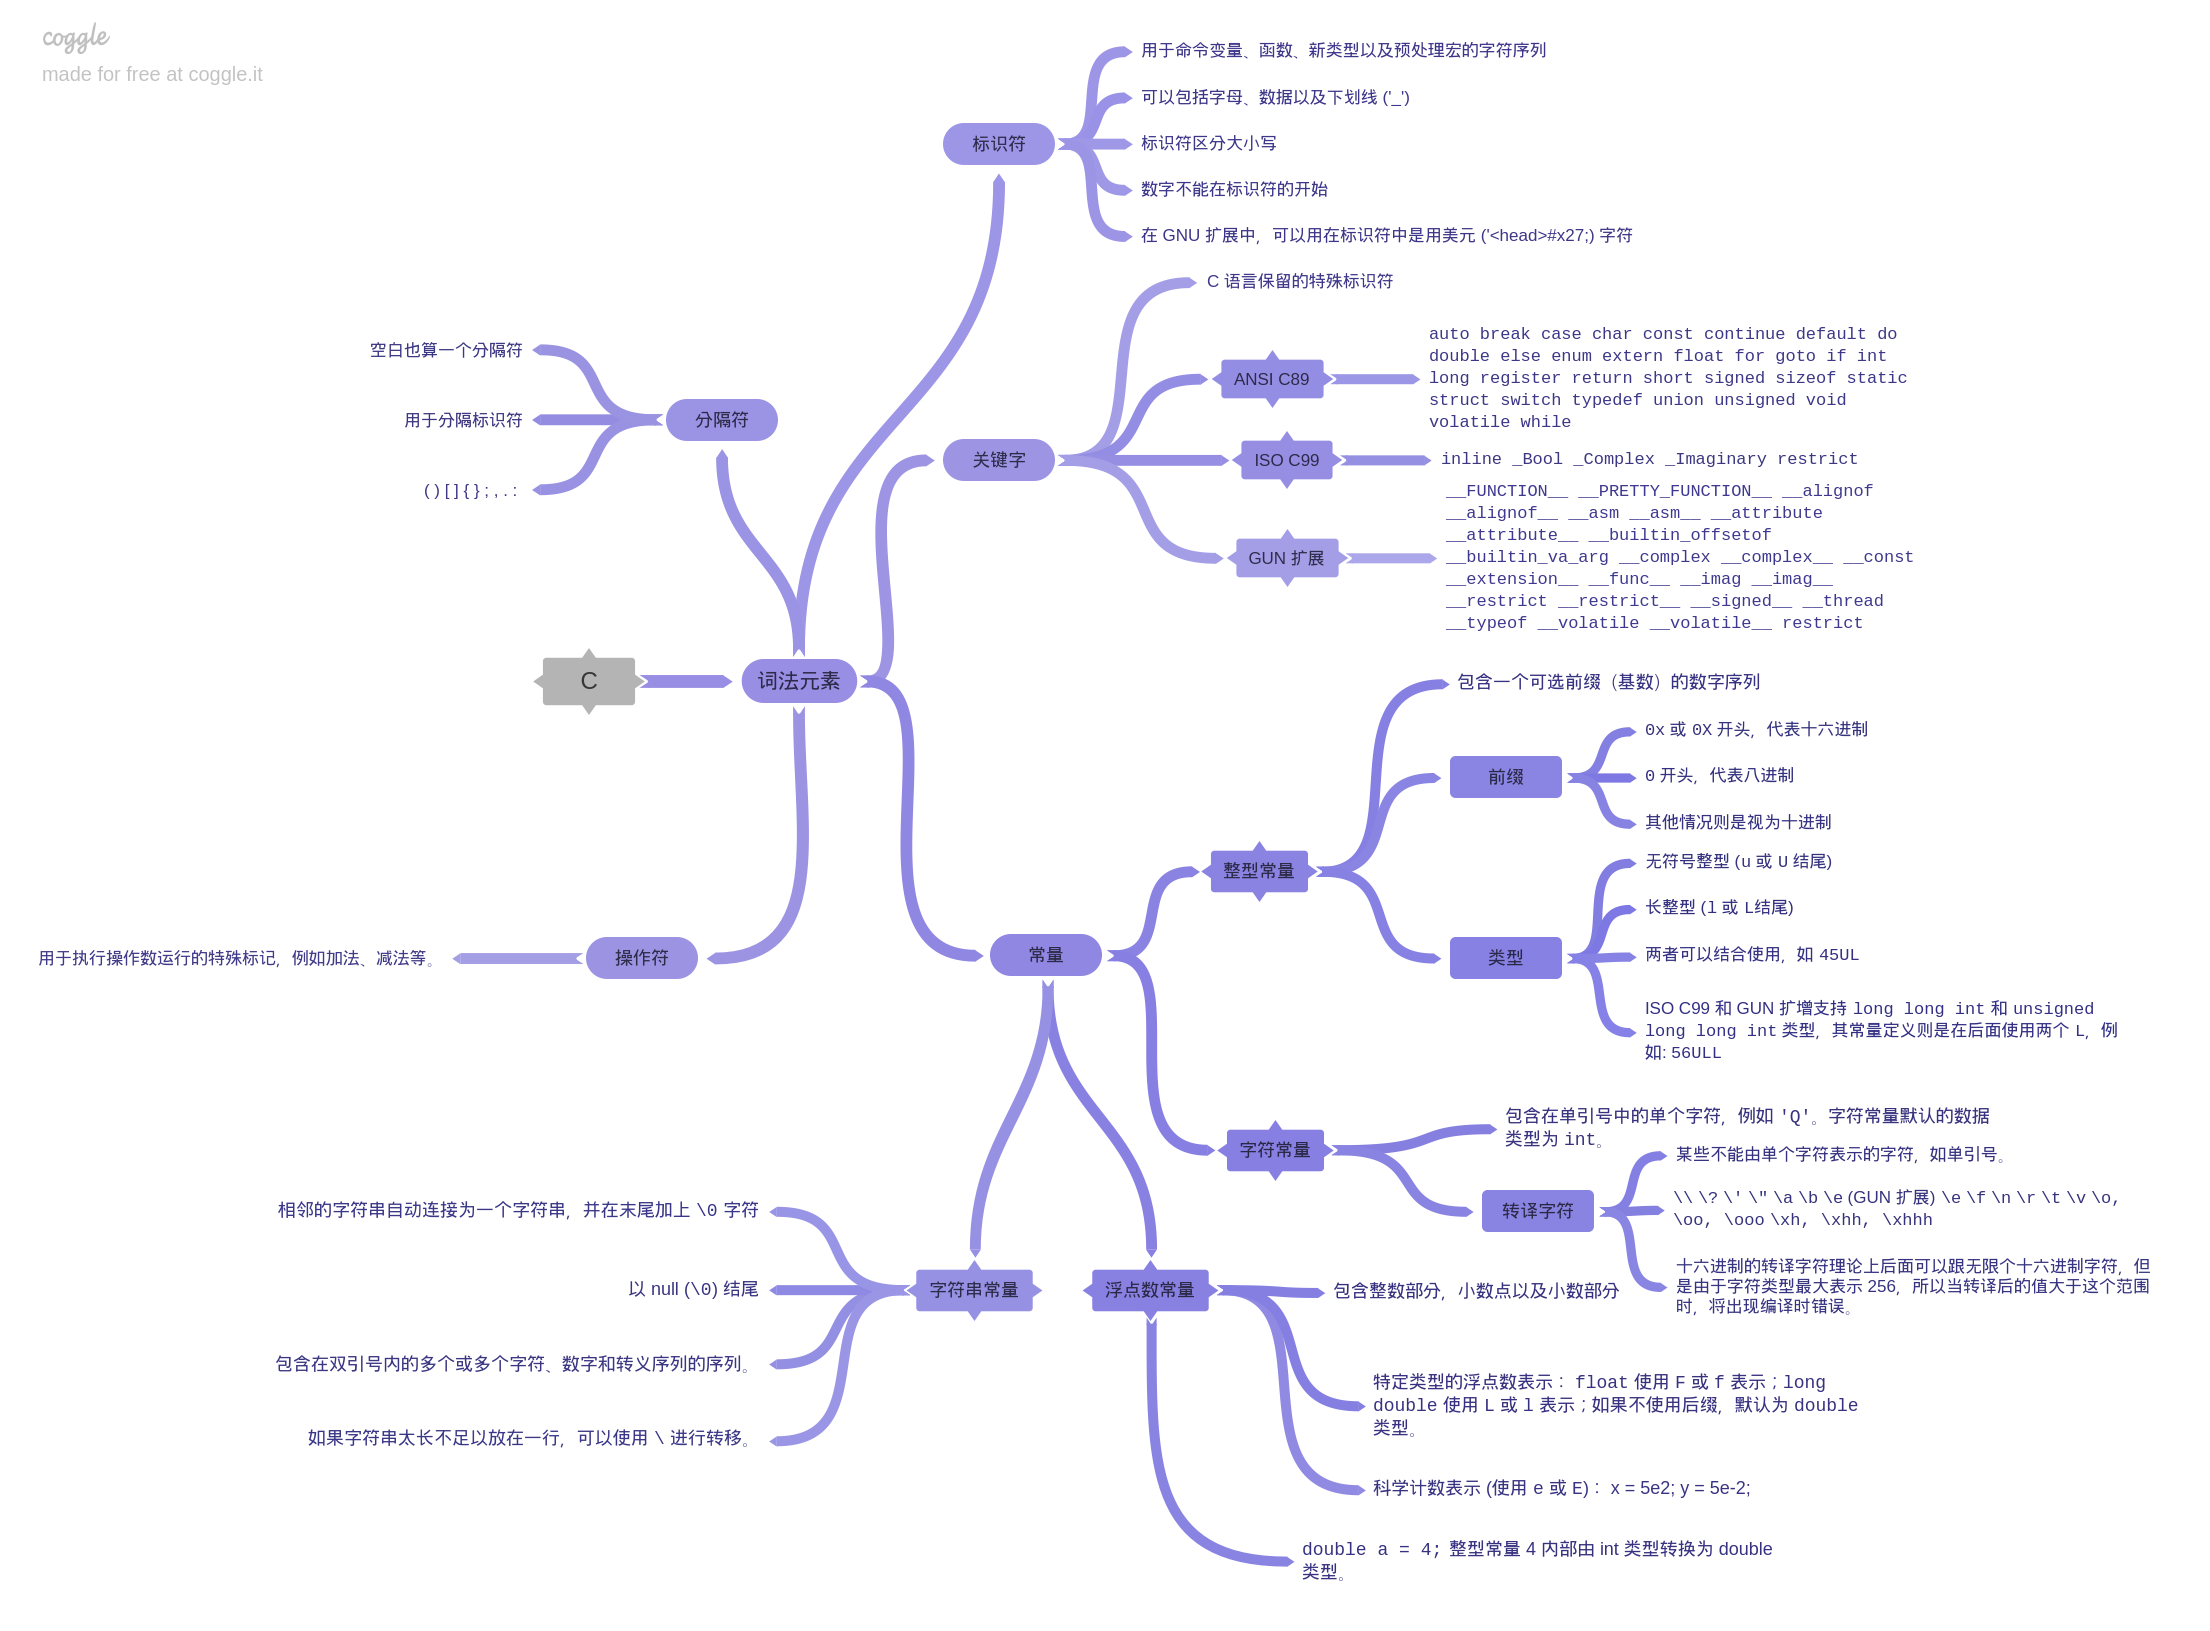 coggle
made for free at coggle.it
C
词法元素
标识符
用于命令变量、函数、新类型以及预处理宏的字符序列
可以包括字母、数据以及下划线 ('_')
标识符区分大小写
数字不能在标识符的开始
在 GNU 扩展中，可以用在标识符中是用美元 ('<head>#x27;) 字符
关键字
C 语言保留的特殊标识符
ANSI C89
auto break case char const continue default do
double else enum extern float for goto if int
long register return short signed sizeof static
struct switch typedef union unsigned void
volatile while
ISO C99
inline _Bool _Complex _Imaginary restrict
GUN 扩展
__FUNCTION__ __PRETTY_FUNCTION__ __alignof
__alignof__ __asm __asm__ __attribute
__attribute__ __builtin_offsetof
__builtin_va_arg __complex __complex__ __const
__extension__ __func__ __imag __imag__
__restrict __restrict__ __signed__ __thread
__typeof __volatile __volatile__ restrict
分隔符
空白也算一个分隔符
用于分隔标识符
( ) [ ] { } ; , . :
操作符
用于执行操作数运行的特殊标记，例如加法、减法等。
常量
整型常量
包含一个可选前缀（基数）的数字序列
前缀
0x 或 0X 开头，代表十六进制
0 开头，代表八进制
其他情况则是视为十进制
类型
无符号整型 (u 或 U 结尾)
长整型 (l 或 L结尾)
两者可以结合使用，如 45UL
ISO C99 和 GUN 扩增支持 long long int 和 unsigned
long long int 类型，其常量定义则是在后面使用两个 L，例
如: 56ULL
字符常量
包含在单引号中的单个字符，例如 'Q'。字符常量默认的数据
类型为 int。
转译字符
某些不能由单个字符表示的字符，如单引号。
\\ \? \' \" \a \b \e (GUN 扩展) \e \f \n \r \t \v \o,
\oo, \ooo \xh, \xhh, \xhhh
十六进制的转译字符理论上后面可以跟无限个十六进制字符，但
是由于字符类型最大表示 256，所以当转译后的值大于这个范围
时，将出现编译时错误。
浮点数常量
包含整数部分，小数点以及小数部分
特定类型的浮点数表示： float 使用 F 或 f 表示；long
double 使用 L 或 l 表示；如果不使用后缀，默认为 double
类型。
科学计数表示 (使用 e 或 E)： x = 5e2; y = 5e-2;
double a = 4; 整型常量 4 内部由 int 类型转换为 double
类型。
字符串常量
相邻的字符串自动连接为一个字符串，并在末尾加上 \0 字符
以 null (\0) 结尾
包含在双引号内的多个或多个字符、数字和转义序列的序列。
如果字符串太长不足以放在一行，可以使用 \ 进行转移。